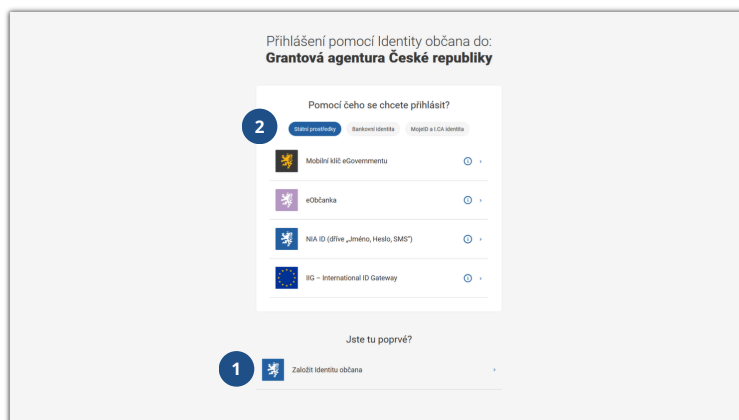 Přihlášení pomocí Identity občana do:
Grantová agentura České republiky
Pomocí čeho se chcete přihlásit?
2
Státní prostředky Bankovní identita MojeID a I.CA identita
Mobilní klíč eGovernmentu
eObčanka
NIA ID (dříve „Jméno, Heslo, SMS“)
IIG – International ID Gateway
Jste tu poprvé?
1 Založit Identitu občana